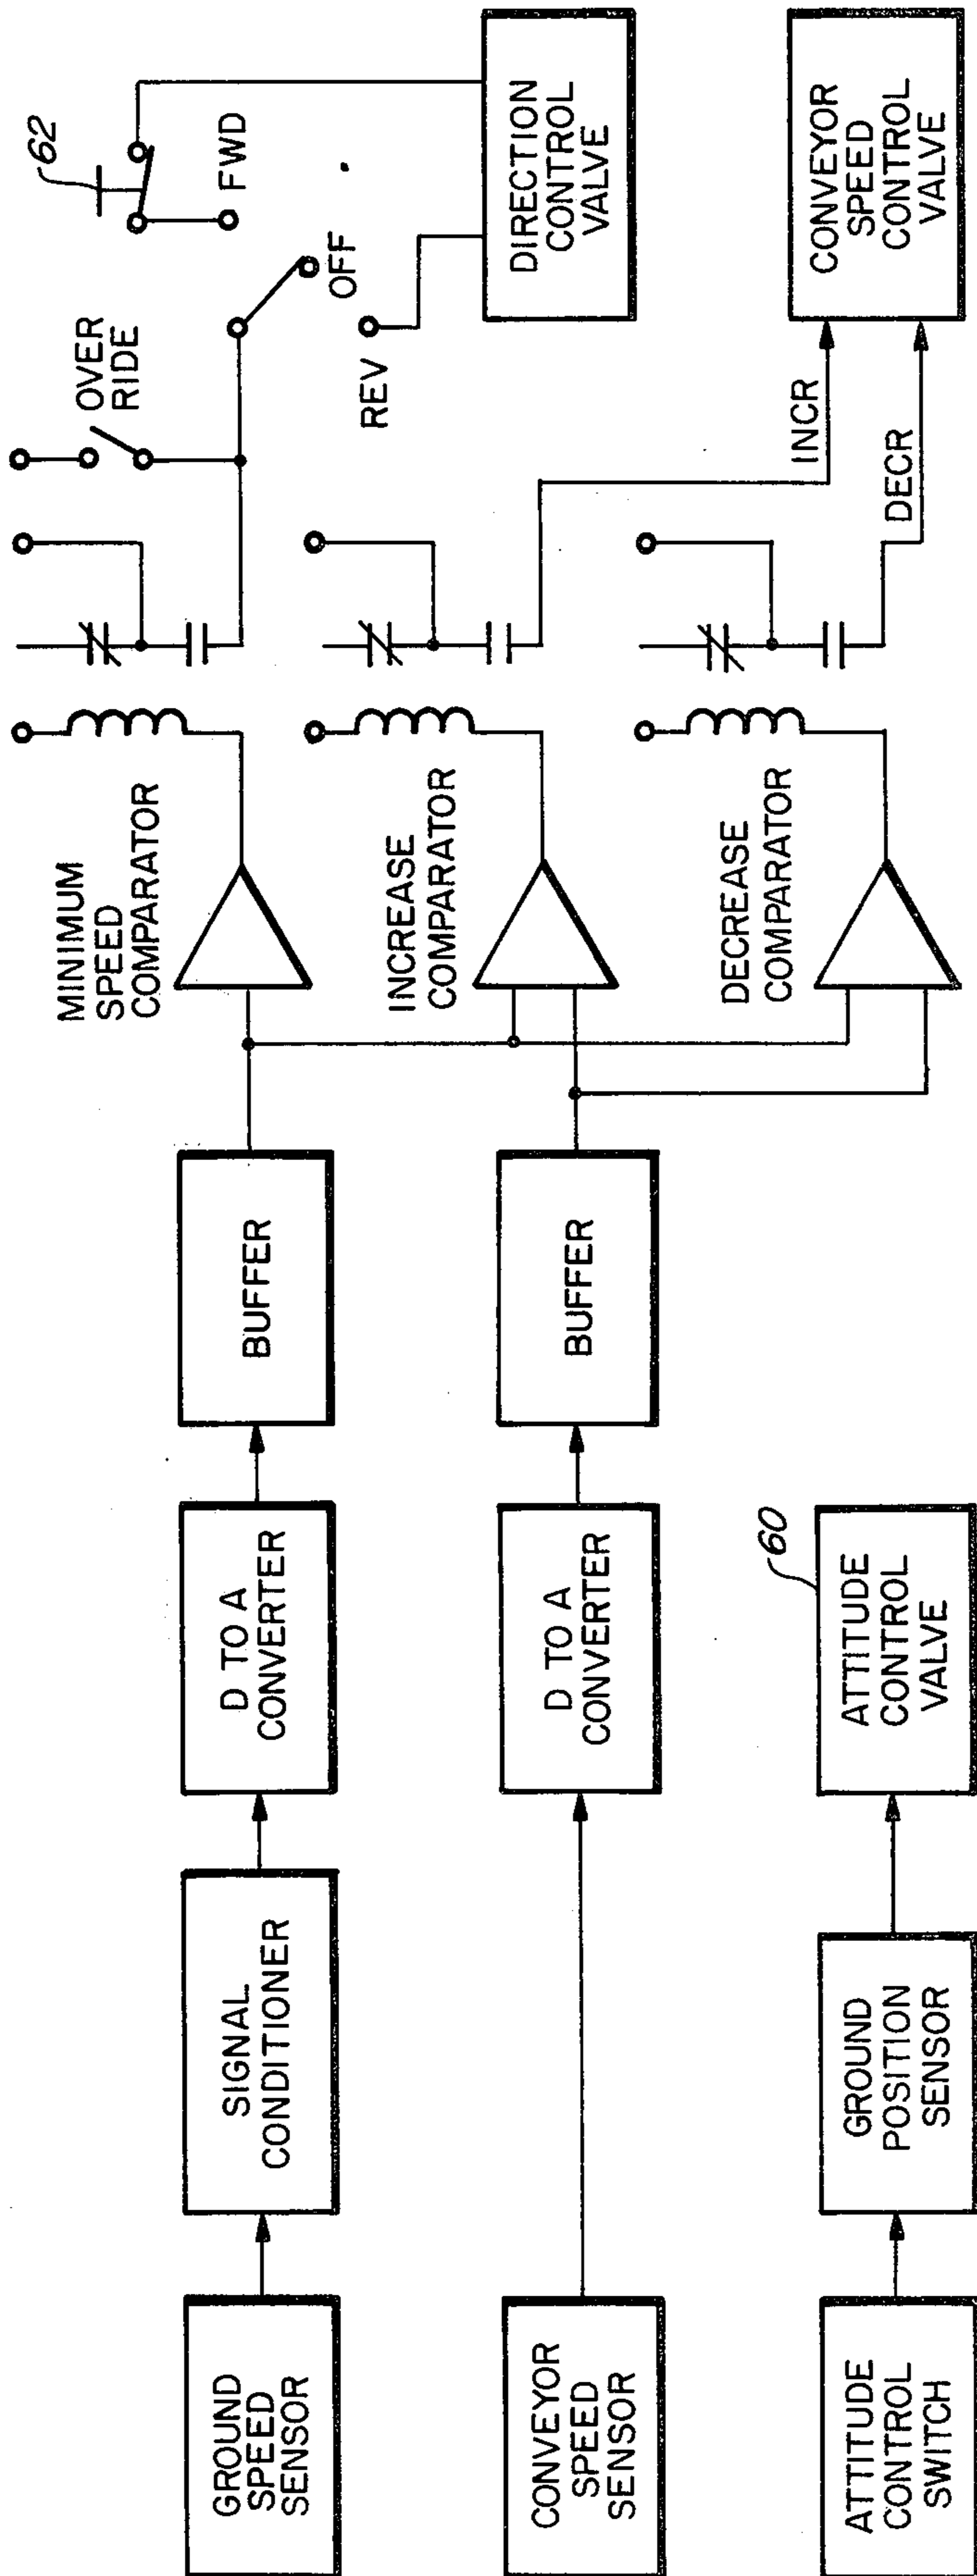 GROUND
SPEED
SENSOR
SIGNAL
CONDITIONER
D TO A
CONVERTER
BUFFER
MINIMUM
SPEED
COMPARATOR
OVER
RIDE
62
FWD
OFF
REV
DIRECTION
CONTROL
VALVE
CONVEYOR
SPEED
SENSOR
D TO A
CONVERTER
BUFFER
INCREASE
COMPARATOR
INCR
CONVEYOR
SPEED
CONTROL
VALVE
DECREASE
COMPARATOR
DECR
ATTITUDE
CONTROL
SWITCH
GROUND
POSITION
SENSOR
ATTITUDE
CONTROL
VALVE
60